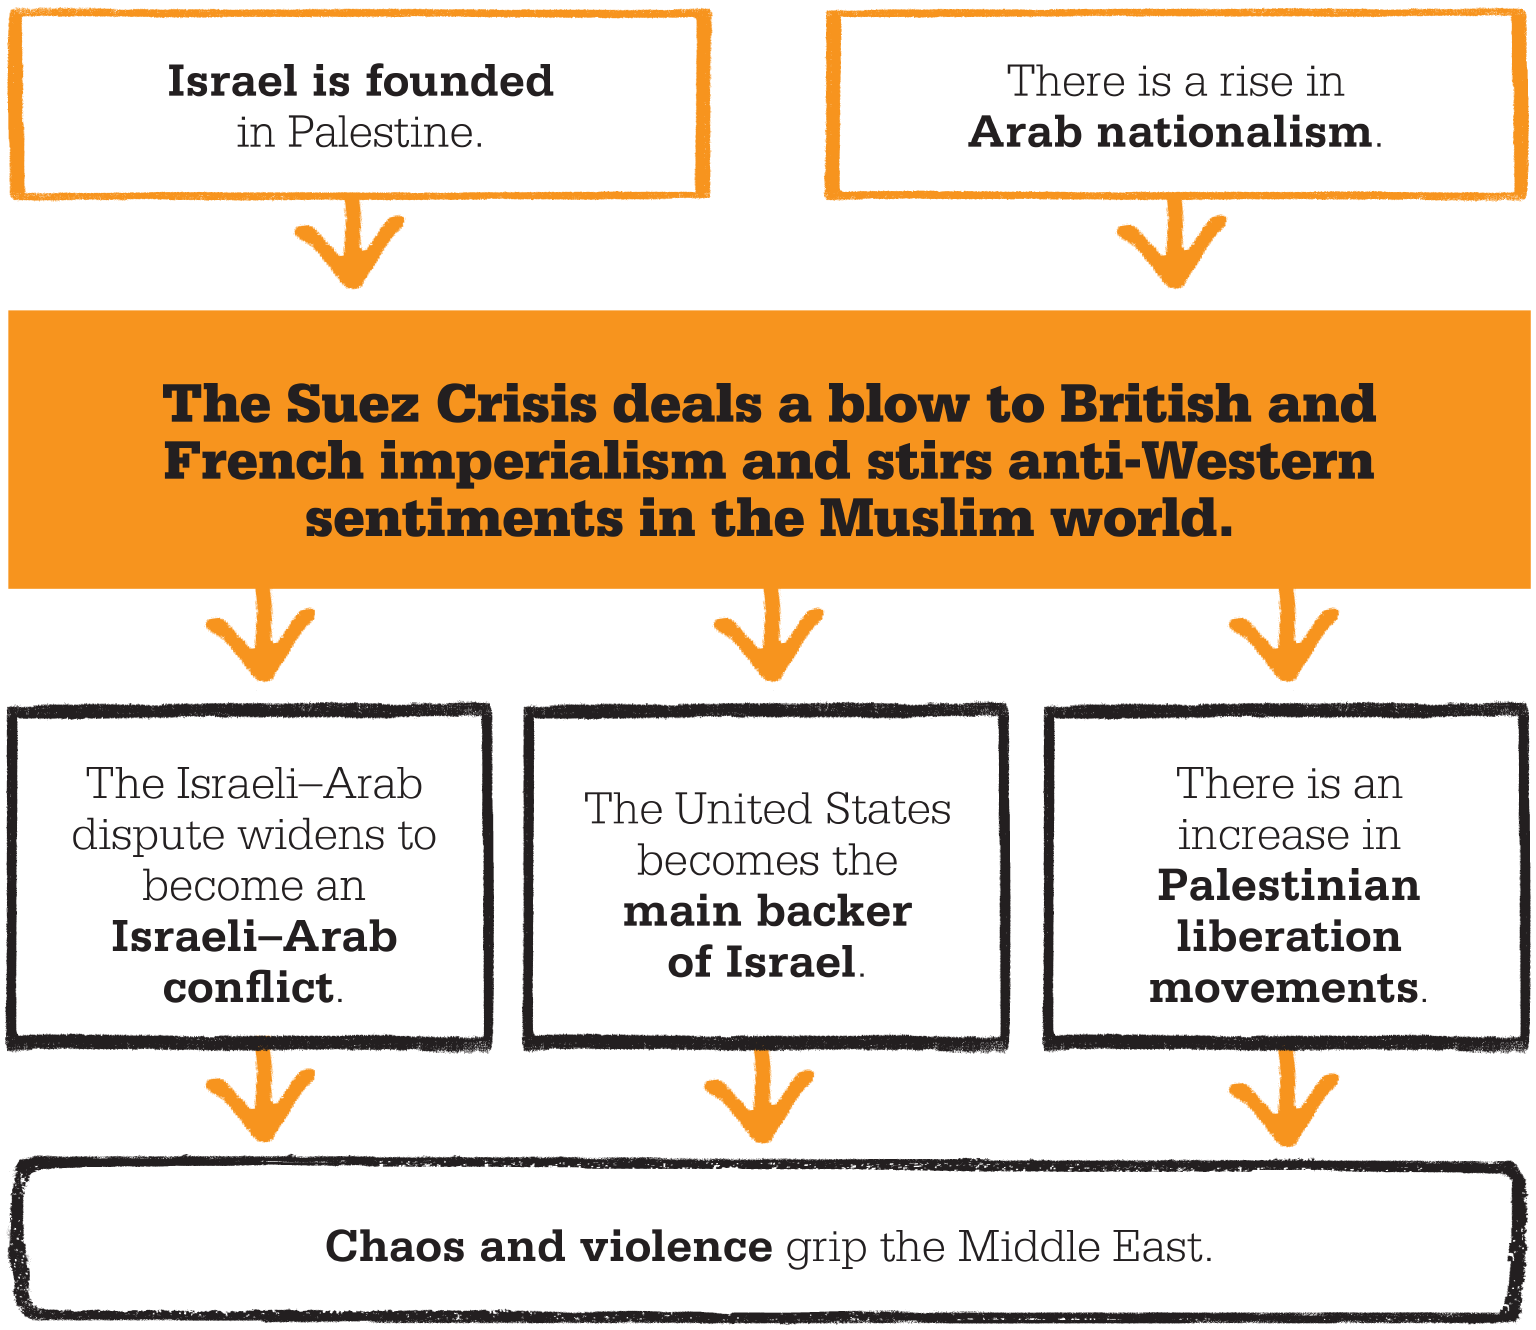 Israel is founded
in Palestine.
There is a rise in
Arab nationalism.
The Suez Crisis deals a blow to British and
French imperialism and stirs anti-Western
sentiments in the Muslim world.
The Israeli–Arab
dispute widens to
become an
Israeli–Arab
conflict.
The United States
becomes the
main backer
of Israel.
There is an
increase in
Palestinian
liberation
movements.
Chaos and violence grip the Middle East.